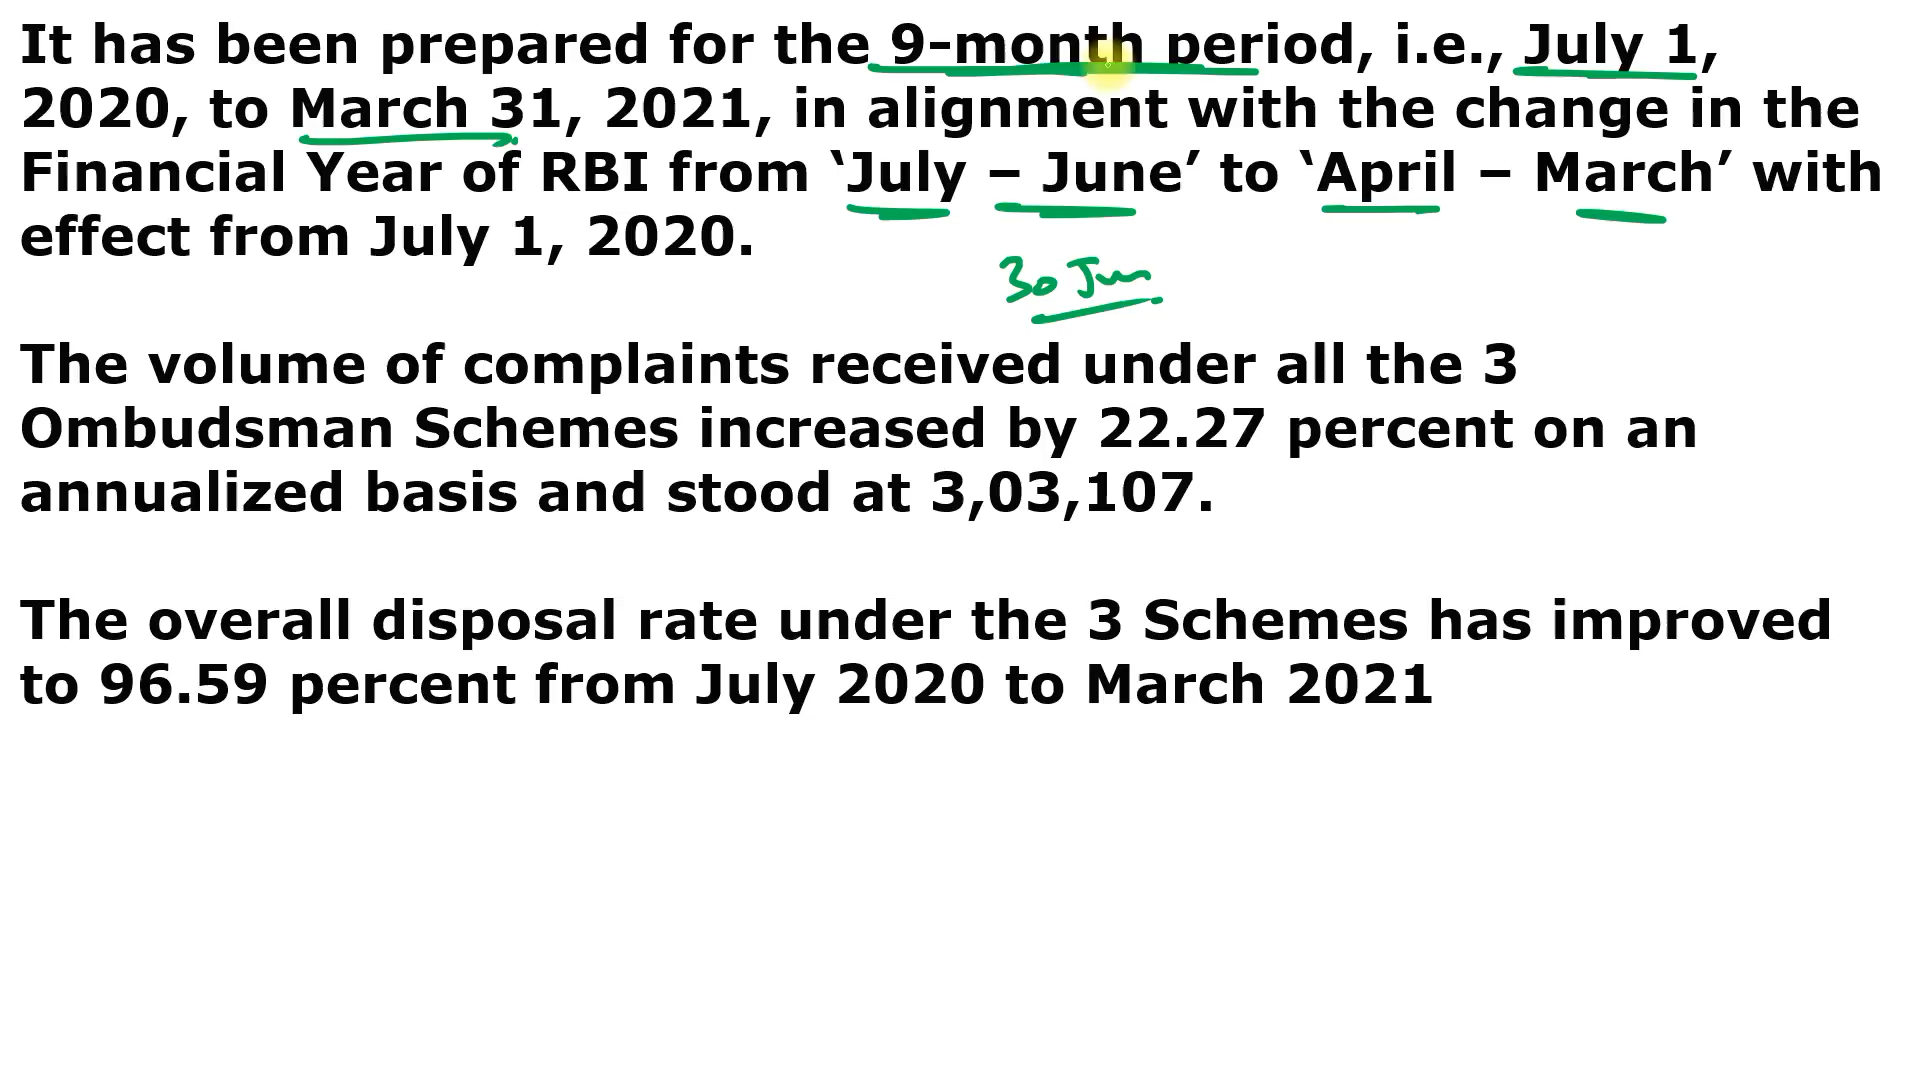 It has been prepared for the 9-month period, i.e., July 1,
2020, to March 31, 2021, in alignment with the change in the
Financial Year of RBI from ‘July – June’ to ‘April – March’ with
effect from July 1, 2020.
30 Jun
The volume of complaints received under all the 3
Ombudsman Schemes increased by 22.27 percent on an
annualized basis and stood at 3,03,107.
The overall disposal rate under the 3 Schemes has improved
to 96.59 percent from July 2020 to March 2021